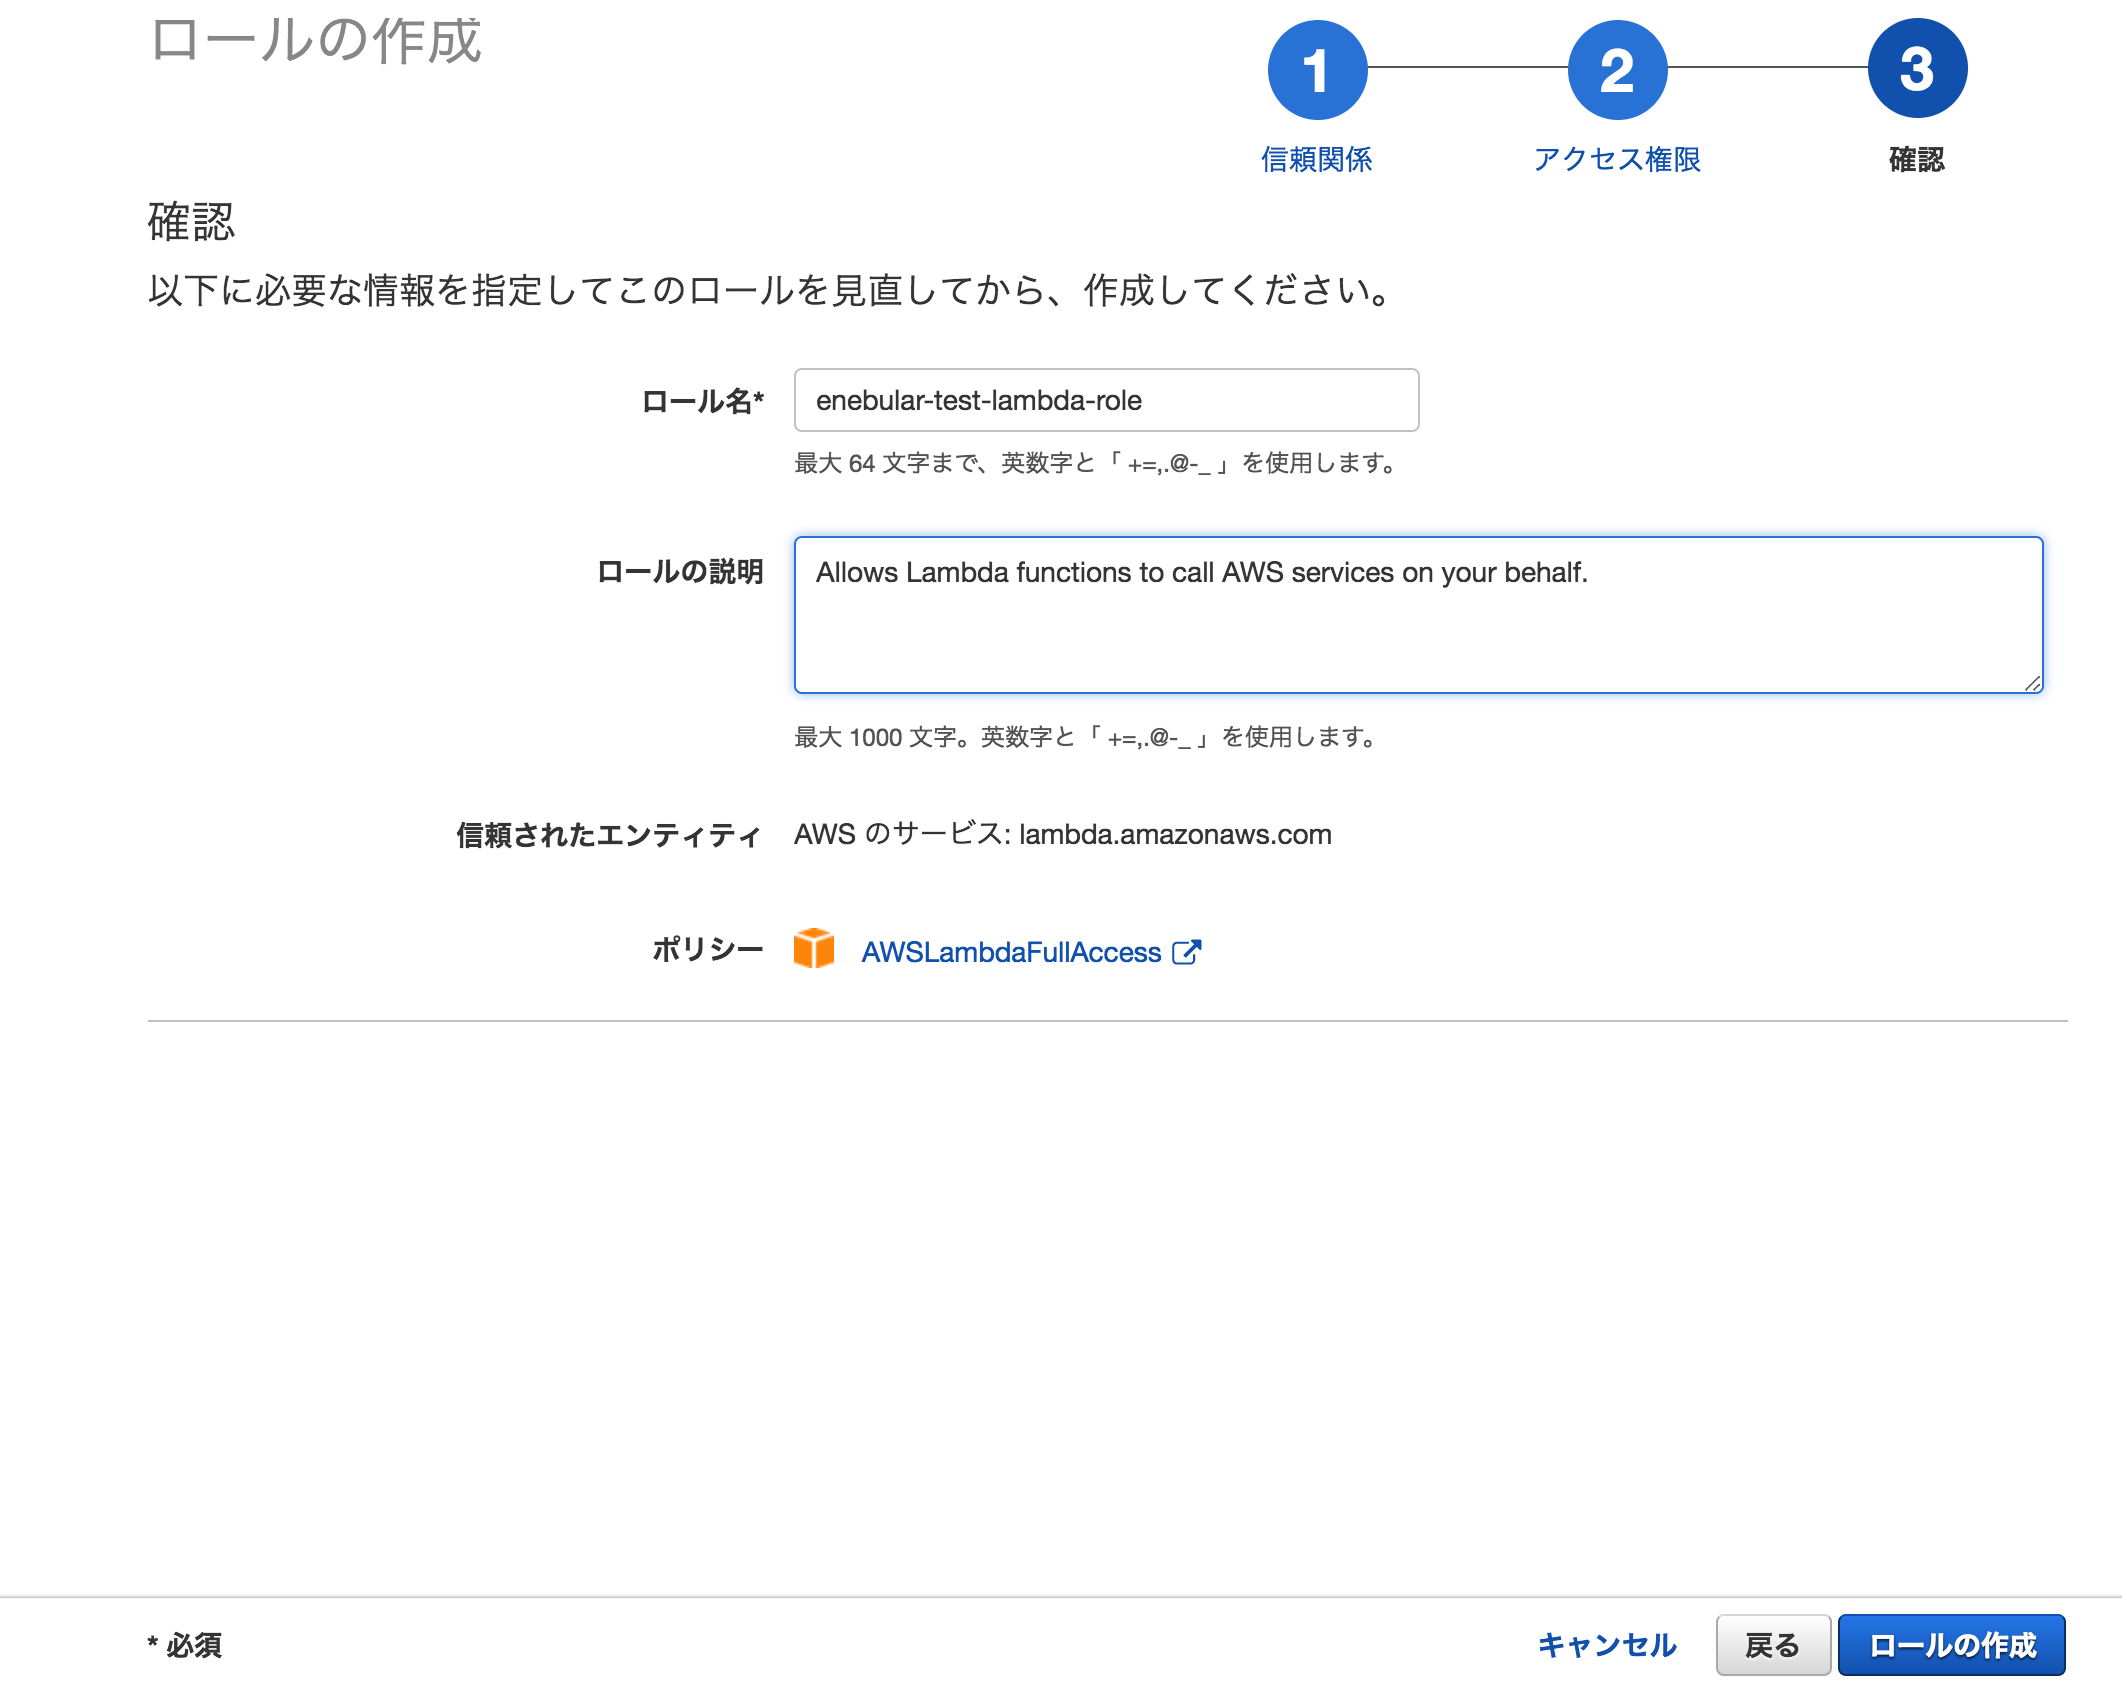 ロールの作成
1
2
3
信頼関係
アクセス権限
確認
確認
以下に必要な情報を指定してこのロールを見直してから、作成してください。
ロール名*
enebular-test-lambda-role
最大 64 文字まで、英数字と「 +=,.@-_ 」を使用します。
ロールの説明
Allows Lambda functions to call AWS services on your behalf.
最大 1000 文字。英数字と「 +=,.@-_ 」を使用します。
信頼されたエンティティ AWS のサービス: lambda.amazonaws.com
ポリシー AWSLambdaFullAccess
* 必須
キャンセル
戻る
ロールの作成